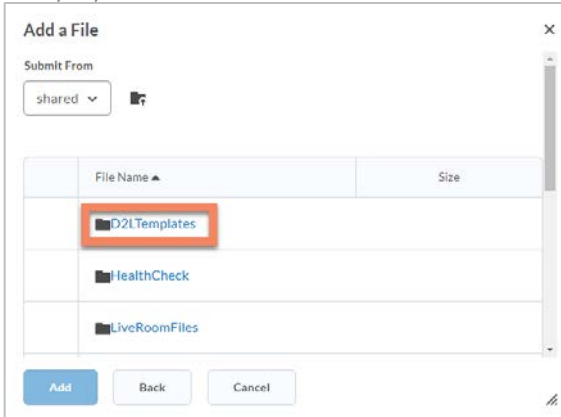 Add a File
Submit From
shared
File Name Size
D2LTemplates
HealthCheck
LiveRoomFiles
Add Back Cancel